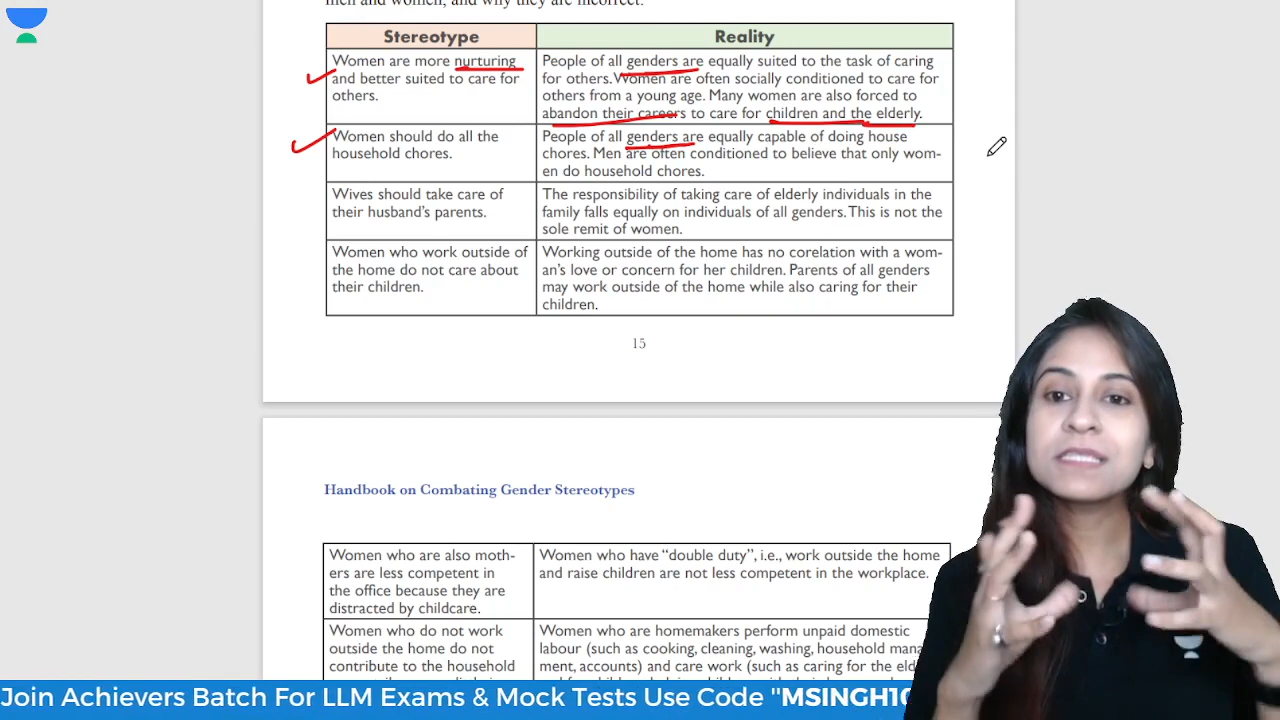 men and women, and why they are incorrect.
Stereotype
Reality
Women are more nurturing
and better suited to care for
others.
People of all genders are equally suited to the task of caring
for others. Women are often socially conditioned to care for
others from a young age. Many women are also forced to
abandon their careers to care for children and the elderly.
Women should do all the
household chores.
People of all genders are equally capable of doing house
chores. Men are often conditioned to believe that only wom-
en do household chores.
Wives should take care of
their husband's parents.
The responsibility of taking care of elderly individuals in the
family falls equally on individuals of all genders. This is not the
sole remit of women.
Women who work outside of
the home do not care about
their children.
Working outside of the home has no corelation with a wom-
an's love or concern for her children. Parents of all genders
may work outside of the home while also caring for their
children.
15
Handbook on Combating Gender Stereotypes
Women who are also moth-
ers are less competent in
the office because they are
distracted by childcare.
Women who have "double duty", i.e., work outside the home
and raise children are not less competent in the workplace.
Women who do not work
outside the home do not
contribute to the household
Women who are homemakers perform unpaid domestic
labour (such as cooking, cleaning, washing, household
ment, accounts) and care work (such as caring for the
Join Achievers Batch For LLM Exams & Mock Tests Use Code "MSINGH10